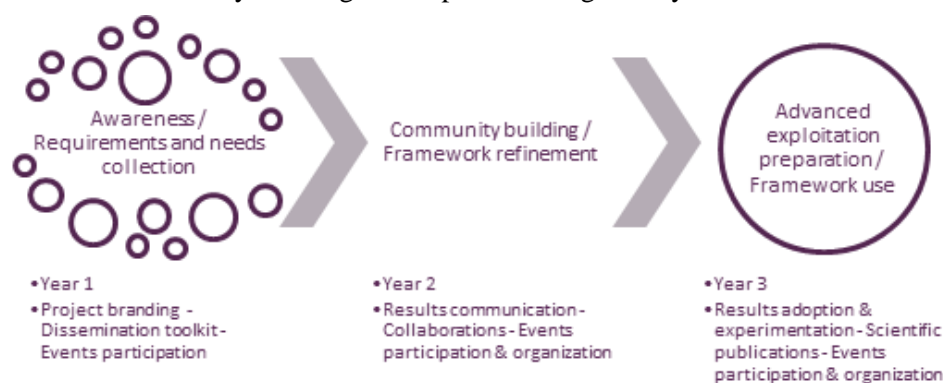 Awareness /
Requirements and needs
collection
Community building /
Framework refinement
Advanced
exploitation
preparation /
Framework use
•Year 1
•Project branding -
Dissemination toolkit -
Events participation
•Year 2
•Results communication -
Collaborations - Events
participation & organization
•Year 3
•Results adoption &
experimentation - Scientific
publications - Events
participation & organization